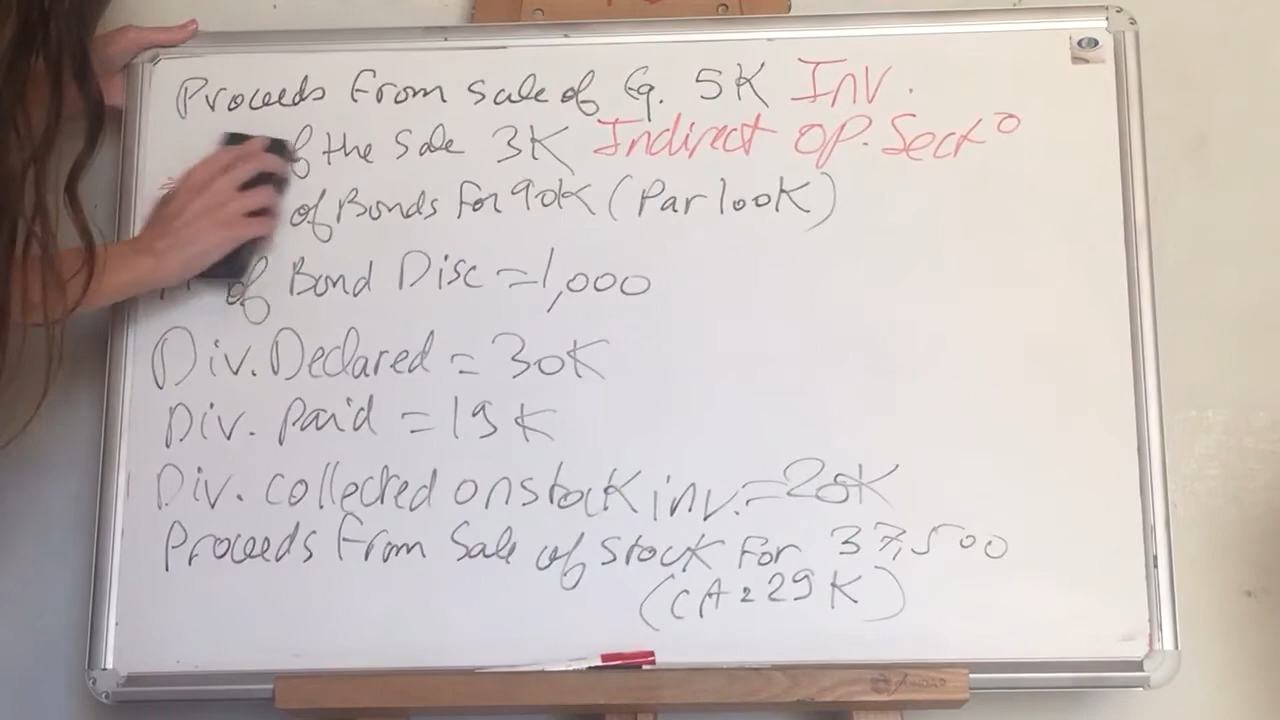 Proceeds From Sale of Eq. 5K Inv.
of the Sale 3K Indirect OP. Sect°
of Bonds For 90K (Par 100K)
of Bond Disc = 1,000
Div. Declared = 30K
Div. Paid = 19K
Div. collected on stock inv. = 20K
Proceeds From Sale of Stock For 37,500
(CA = 29K)